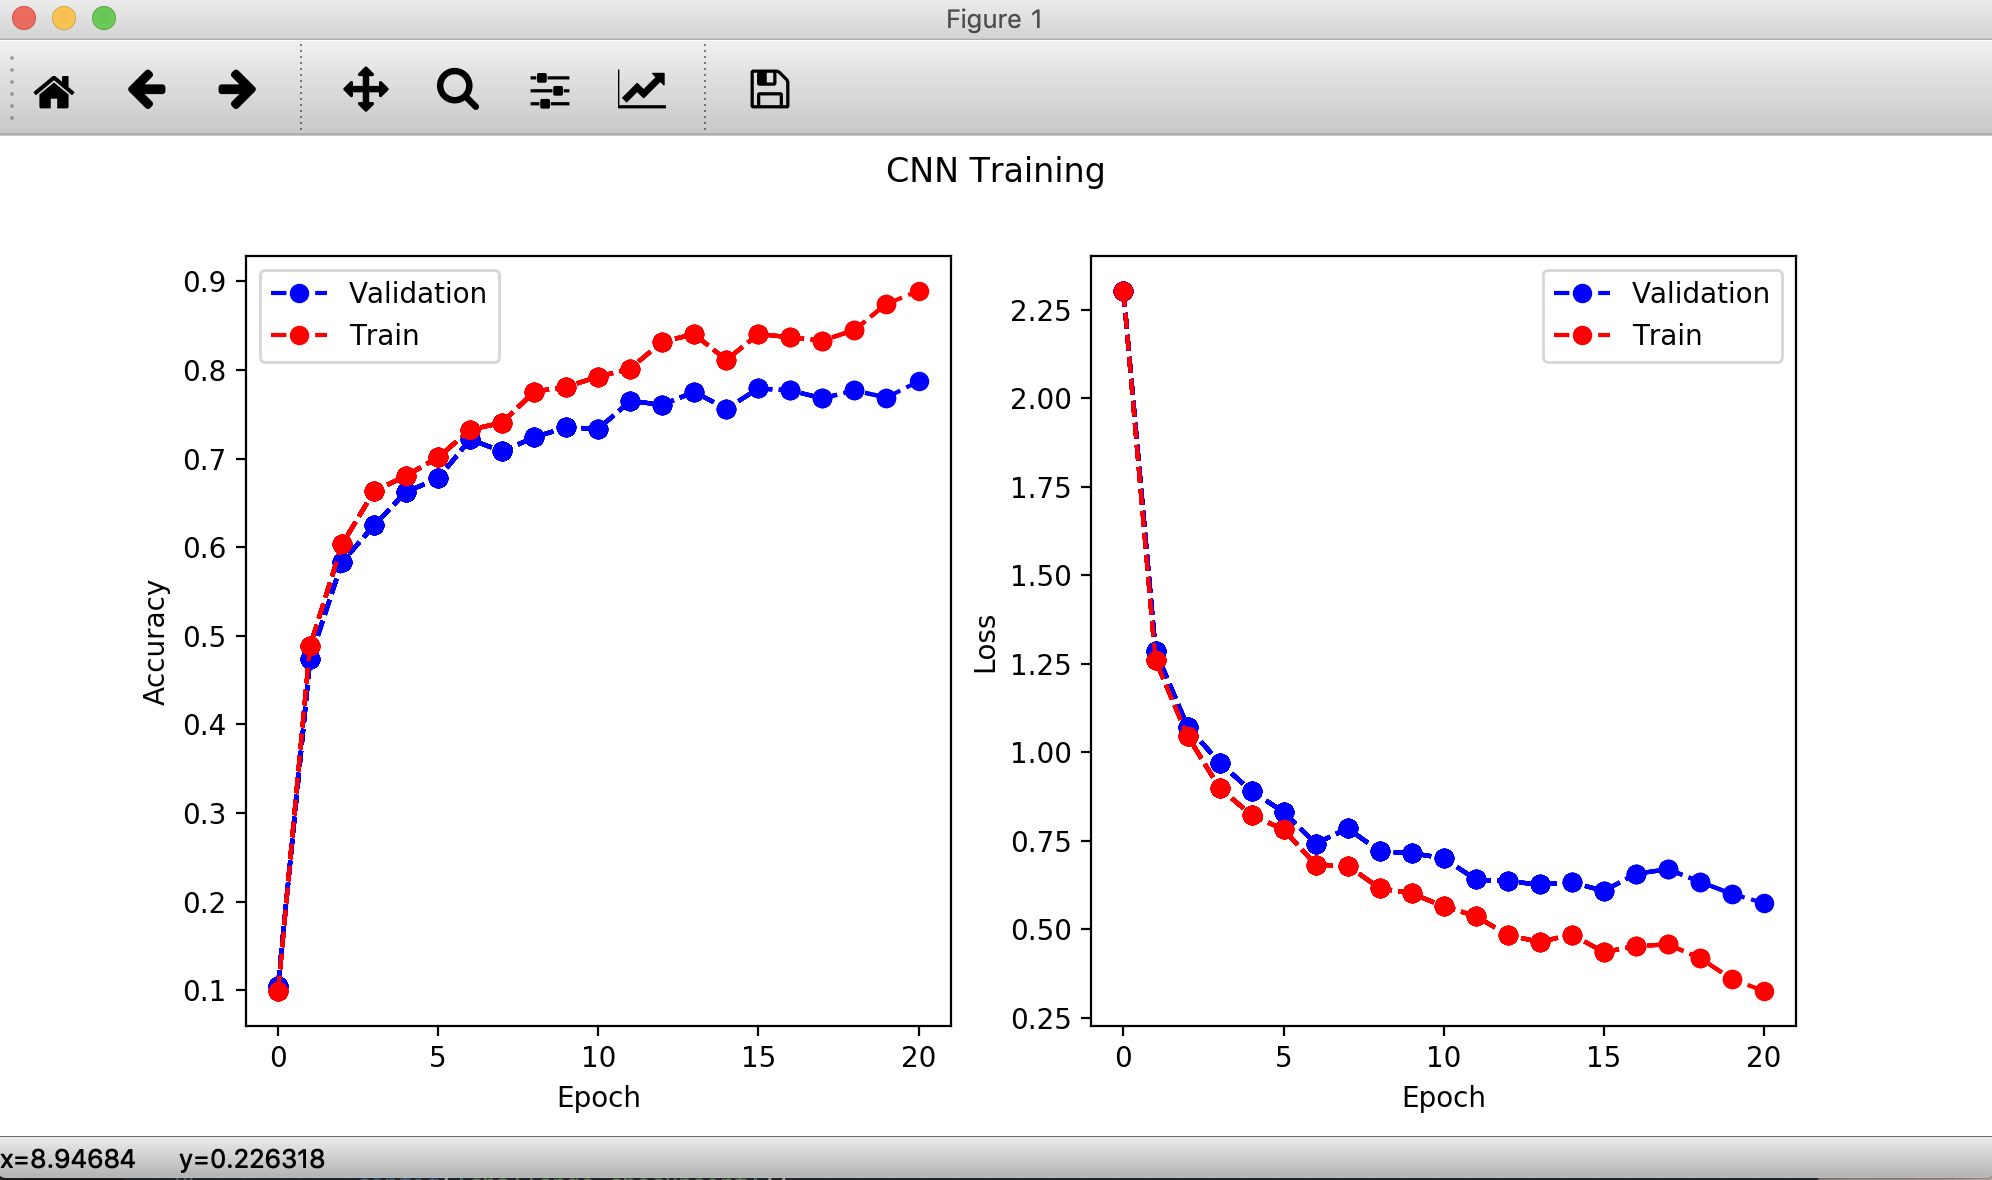 Figure 1
CNN Training
Validation
Train
0.9
0.8
0.7
0.6
0.5
0.4
0.3
0.2
0.1
Accuracy
0 5 10 15 20
Epoch
Validation
Train
2.25
2.00
1.75
1.50
1.25
1.00
0.75
0.50
0.25
Loss
0 5 10 15 20
Epoch
x=8.94684 y=0.226318